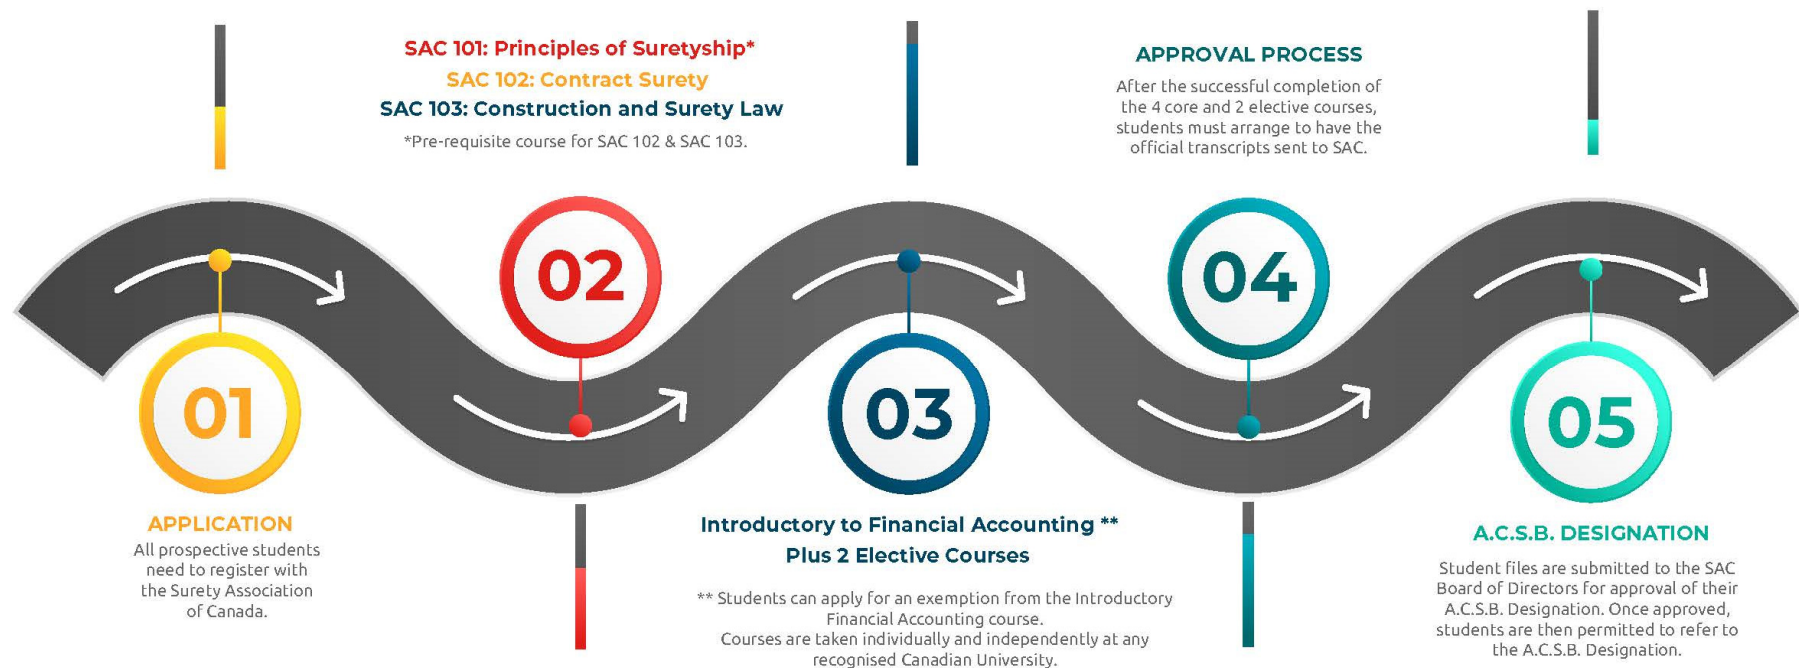 01
APPLICATION
All prospective students
need to register with
the Surety Association
of Canada.
SAC 101: Principles of Suretyship*
SAC 102: Contract Surety
SAC 103: Construction and Surety Law
*Pre-requisite course for SAC 102 & SAC 103.
02
03
Introductory to Financial Accounting **
Plus 2 Elective Courses
** Students can apply for an exemption from the Introductory
Financial Accounting course.
Courses are taken individually and independently at any
recognised Canadian University.
APPROVAL PROCESS
After the successful completion of
the 4 core and 2 elective courses,
students must arrange to have the
official transcripts sent to SAC.
04
05
A.C.S.B. DESIGNATION
Student files are submitted to the SAC
Board of Directors for approval of their
A.C.S.B. Designation. Once approved,
students are then permitted to refer to
the A.C.S.B. Designation.